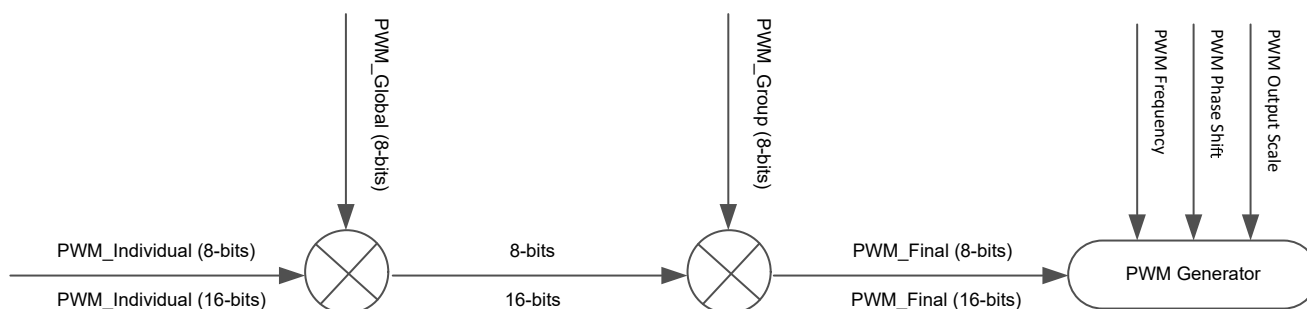 PWM_Global (8-bits)
PWM_Group (8-bits)
PWM Frequency
PWM Phase Shift
PWM Output Scale
PWM_Individual (8-bits)
8-bits
PWM_Final (8-bits)
PWM Generator
PWM_Individual (16-bits)
16-bits
PWM_Final (16-bits)